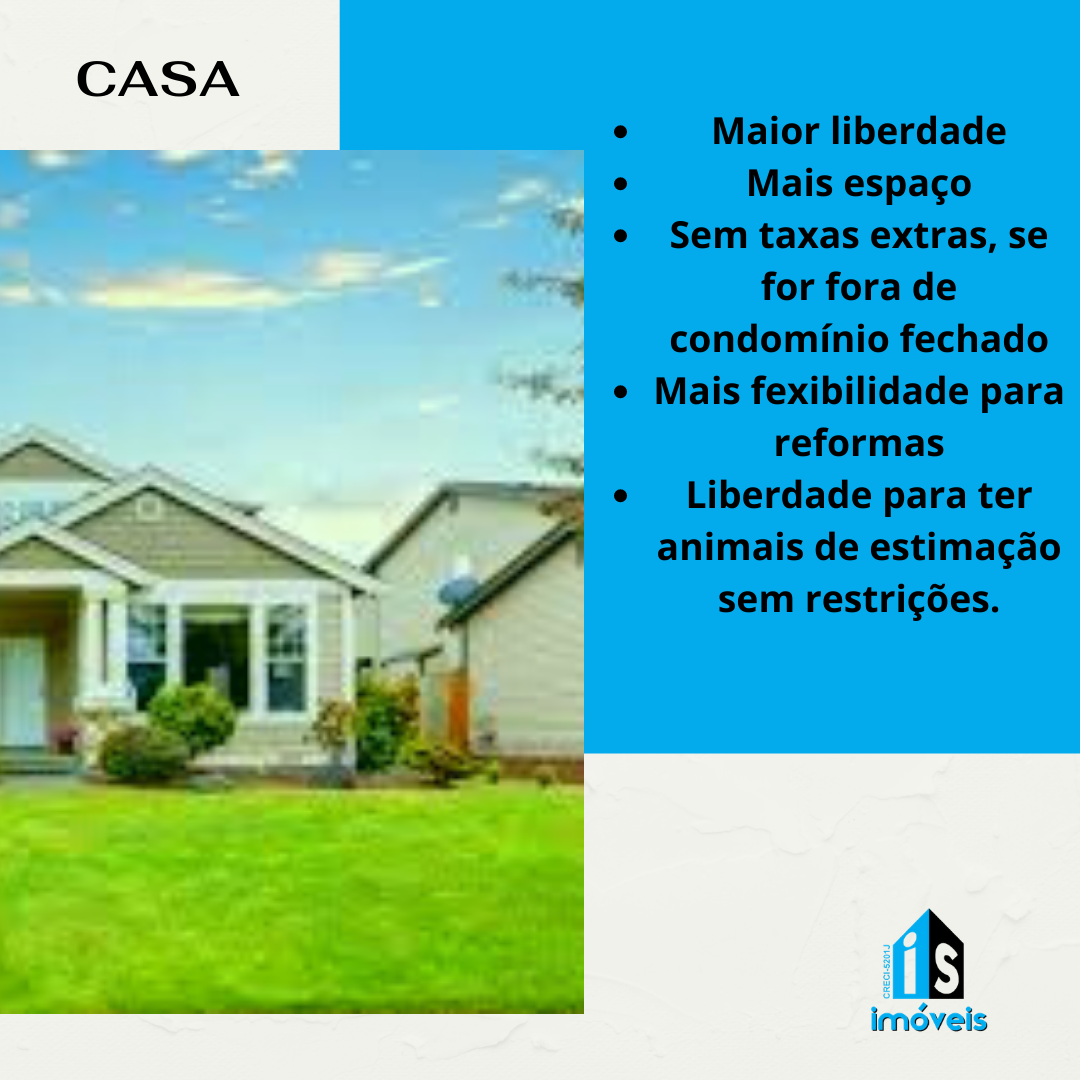 CASA
• Maior liberdade
• Mais espaço
• Sem taxas extras, se
for fora de
condomínio fechado
• Mais fexibilidade para
reformas
• Liberdade para ter
animais de estimação
sem restrições.
CRECI-5201J
is
imóveis